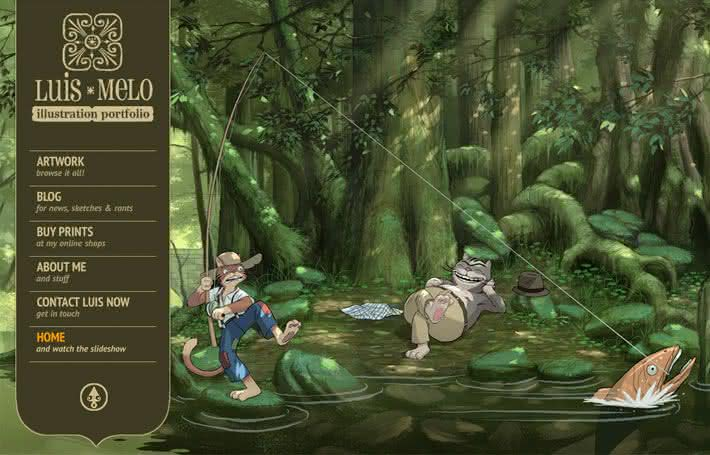 LUIS * MELO
illustration portfolio
ARTWORK
browse it all!
BLOG
for news, sketches & rants
BUY PRINTS
at my online shops
ABOUT ME
and stuff
CONTACT LUIS NOW
get in touch
HOME
and watch the slideshow